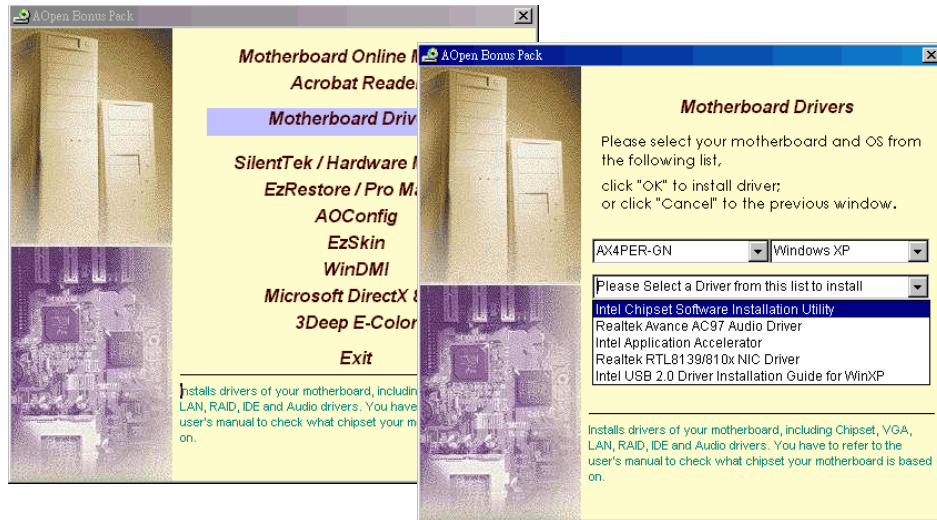 AOpen Bonus Pack
Motherboard Online
Acrobat Reade
Motherboard Driv
SilentTek / Hardware
EzRestore / Pro
AOConfig
EzSkin
WinDMI
Microsoft DirectX
3Deep E-Color
Exit
nstalls drivers of your motherboard, includin
LAN, RAID, IDE and Audio drivers. You have
user's manual to check what chipset your m
on.
AOpen Bonus Pack
Motherboard Drivers
Please select your motherboard and OS from
the following list,
click "OK" to install driver;
or click "Cancel" to the previous window.
AX4PER-GN Windows XP
Please Select a Driver from this list to install
Intel Chipset Software Installation Utility
Realtek Avance AC97 Audio Driver
Intel Application Accelerator
Realtek RTL8139/810x NIC Driver
Intel USB 2.0 Driver Installation Guide for WinXP
Installs drivers of your motherboard, including Chipset, VGA,
LAN, RAID, IDE and Audio drivers. You have to refer to the
user's manual to check what chipset your motherboard is based
on.